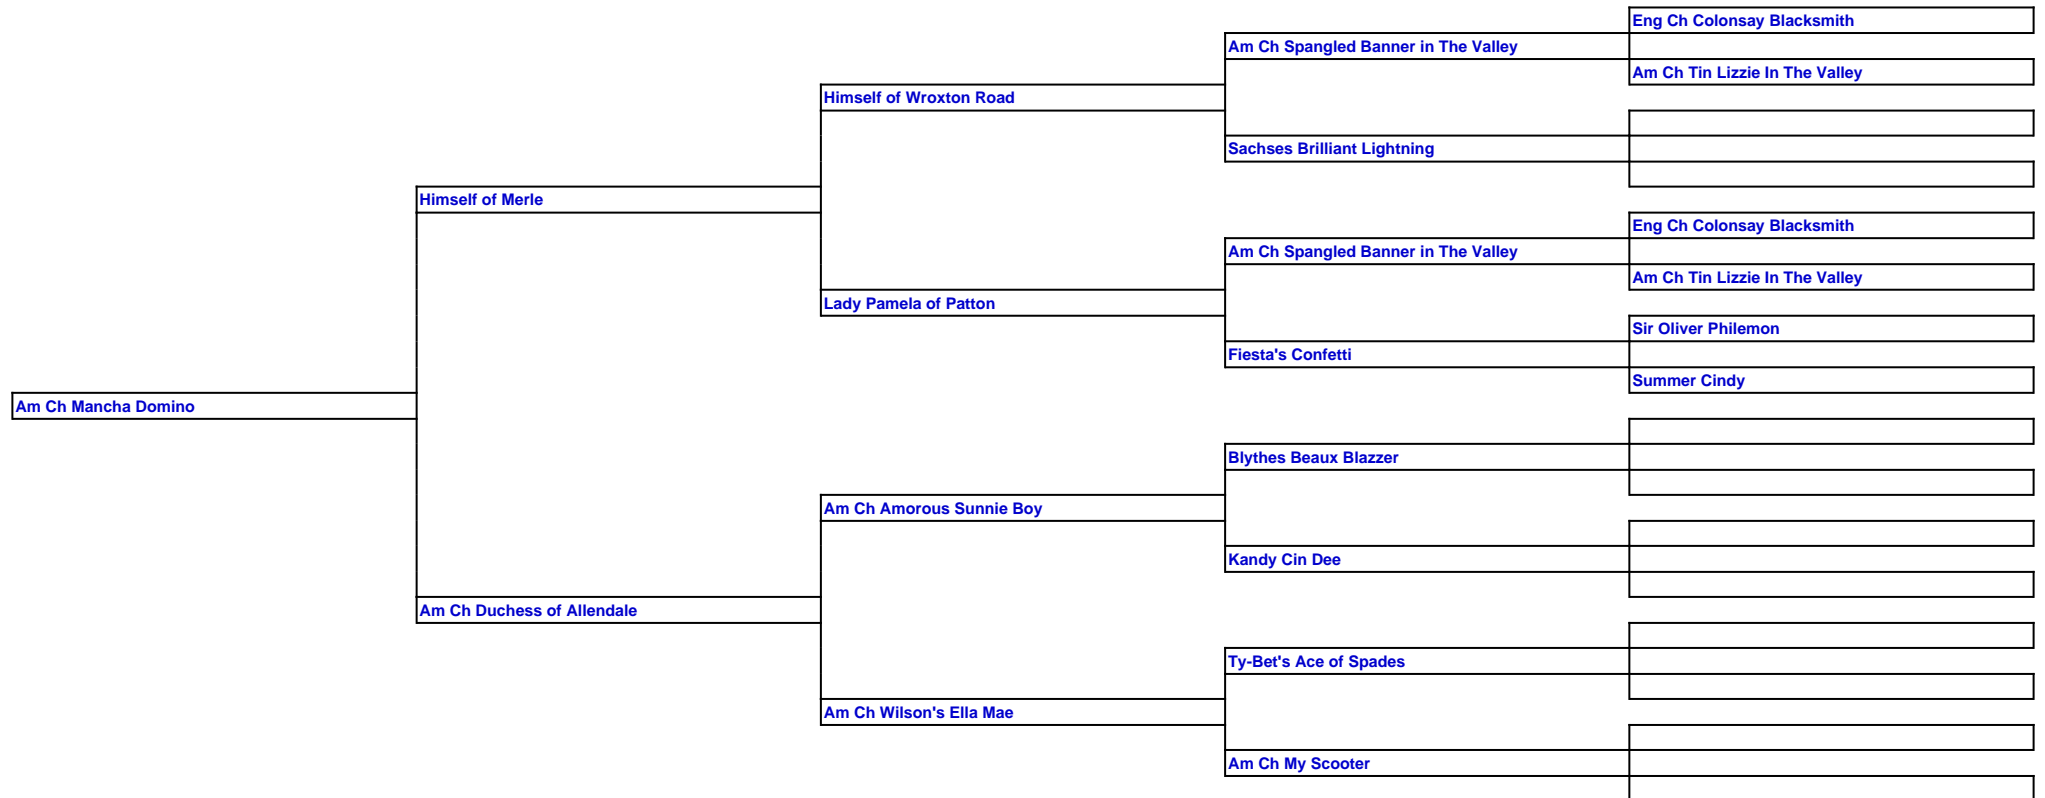 Eng Ch Colonsay Blacksmith
Am Ch Spangled Banner in The Valley
Am Ch Tin Lizzie In The Valley
Himself of Wroxton Road
Sachses Brilliant Lightning
Himself of Merle
Eng Ch Colonsay Blacksmith
Am Ch Spangled Banner in The Valley
Am Ch Tin Lizzie In The Valley
Lady Pamela of Patton
Sir Oliver Philemon
Fiesta's Confetti
Summer Cindy
Am Ch Mancha Domino
Blythes Beaux Blazzer
Am Ch Amorous Sunnie Boy
Kandy Cin Dee
Am Ch Duchess of Allendale
Ty-Bet's Ace of Spades
Am Ch Wilson's Ella Mae
Am Ch My Scooter